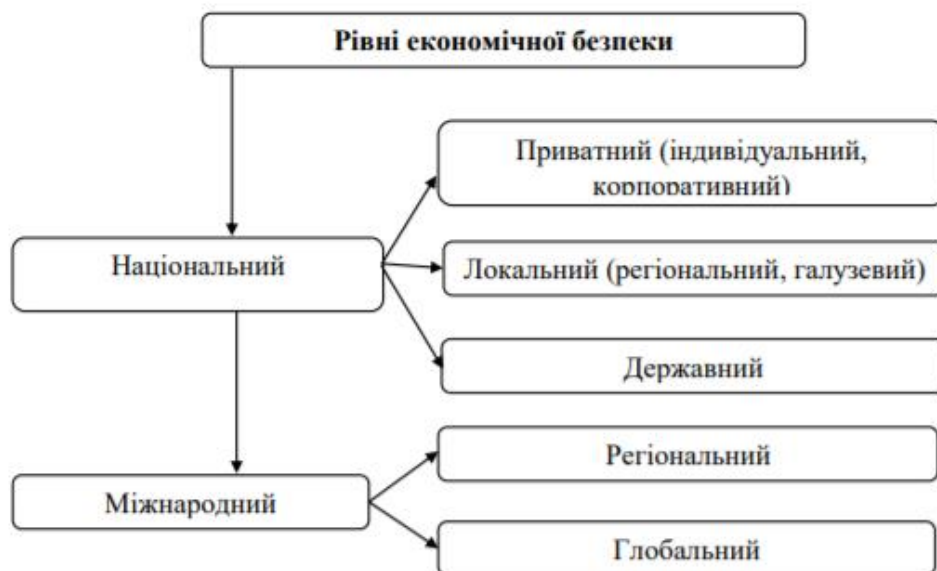 Рівні економічної безпеки
Приватний (індивідуальний,
корпоративний)
Національний
Локальний (регіональний, галузевий)
Державний
Регіональний
Міжнародний
Глобальний